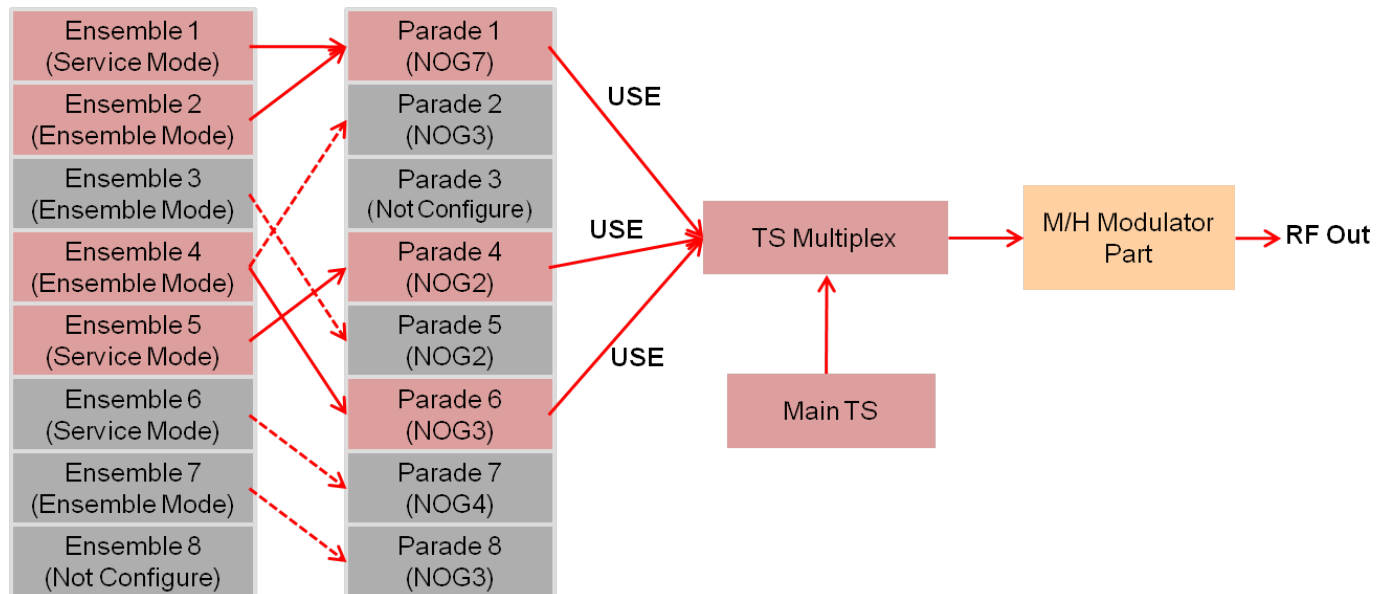 Ensemble 1
(Service Mode)
Ensemble 2
(Ensemble Mode)
Ensemble 3
(Ensemble Mode)
Ensemble 4
(Ensemble Mode)
Ensemble 5
(Service Mode)
Ensemble 6
(Service Mode)
Ensemble 7
(Ensemble Mode)
Ensemble 8
(Not Configure)
Parade 1
(NOG7)
Parade 2
(NOG3)
Parade 3
(Not Configure)
Parade 4
(NOG2)
Parade 5
(NOG2)
Parade 6
(NOG3)
Parade 7
(NOG4)
Parade 8
(NOG3)
USE
USE
USE
TS Multiplex
Main TS
M/H Modulator
Part
RF Out